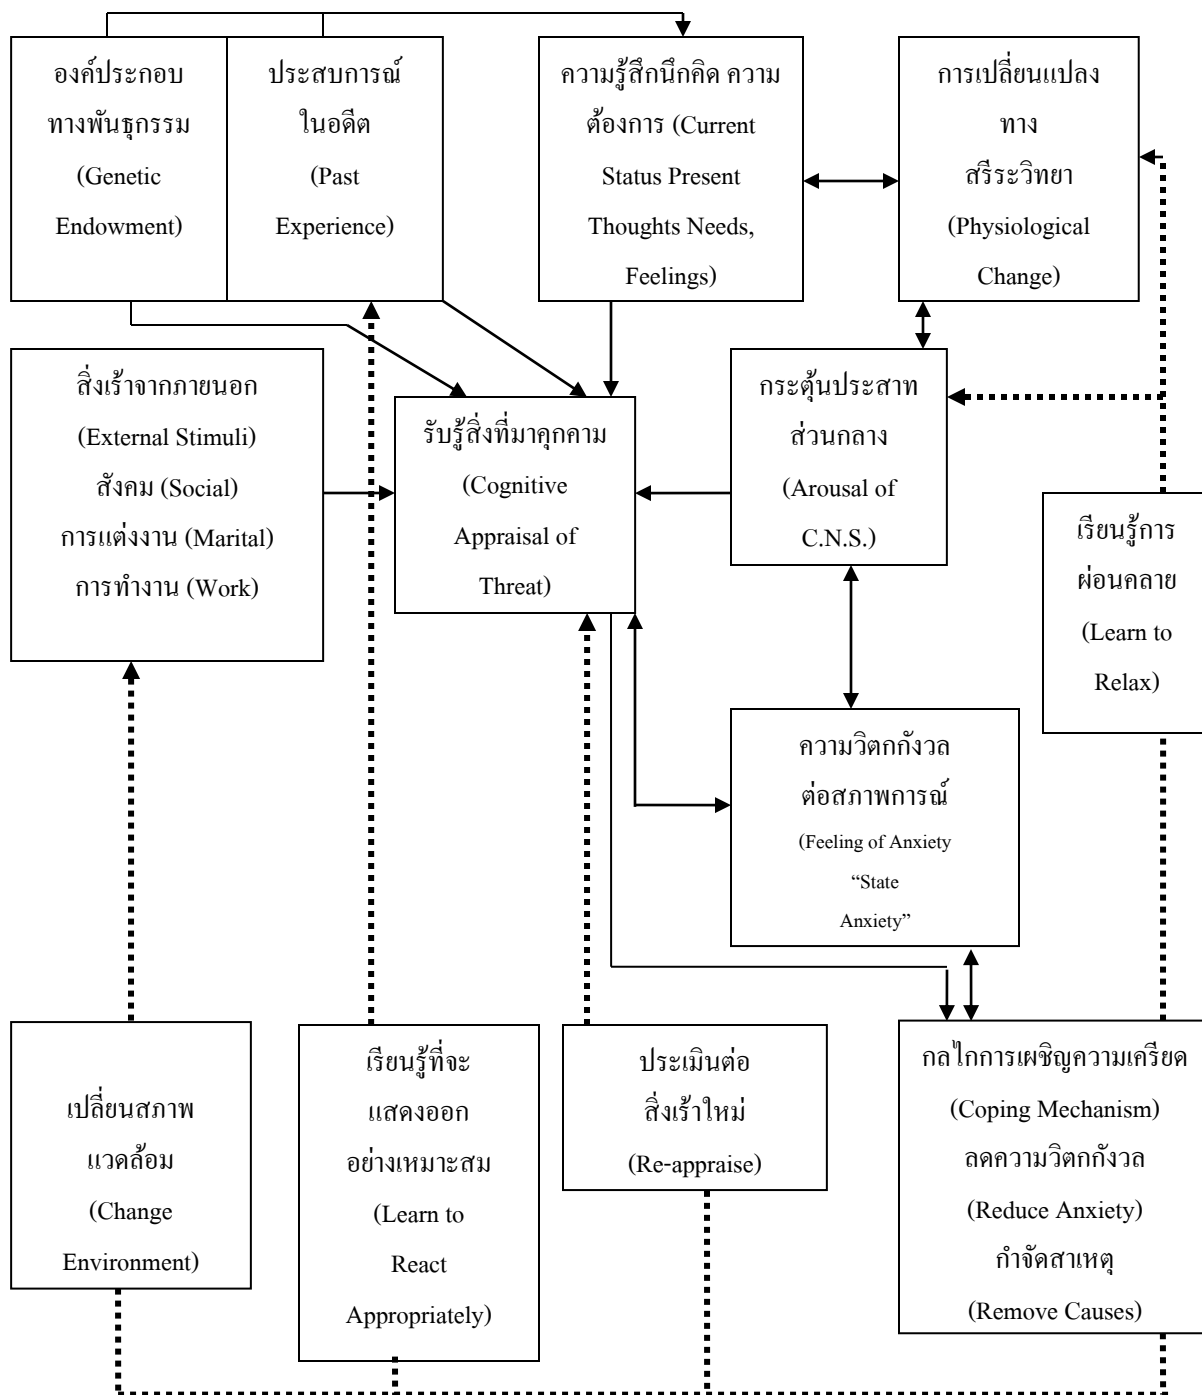 องค์ประกอบ
ทางพันธุกรรม
(Genetic
Endowment)
ประสบการณ์
ในอดีต
(Past
Experience)
ความรู้สึกนึกคิด ความ
ต้องการ (Current
Status Present
Thoughts Needs,
Feelings)
การเปลี่ยนแปลง
ทาง
สรีระวิทยา
(Physiological
Change)
สิ่งเร้าจากภายนอก
(External Stimuli)
สังคม (Social)
การแต่งงาน (Marital)
การทำงาน (Work)
รับรู้สิ่งที่มาคุกคาม
(Cognitive
Appraisal of
Threat)
กระตุ้นประสาท
ส่วนกลาง
(Arousal of
C.N.S.)
เรียนรู้การ
ผ่อนคลาย
(Learn to
Relax)
ความวิตกกังวล
ต่อสภาพการณ์
(Feeling of Anxiety
“State
Anxiety”
เปลี่ยนสภาพ
แวดล้อม
(Change
Environment)
เรียนรู้ที่จะ
แสดงออก
อย่างเหมาะสม
(Learn to
React
Appropriately)
ประเมินต่อ
สิ่งเร้าใหม่
(Re-appraise)
กลไกการเผชิญความเครียด
(Coping Mechanism)
ลดความวิตกกังวล
(Reduce Anxiety)
กำจัดสาเหตุ
(Remove Causes)